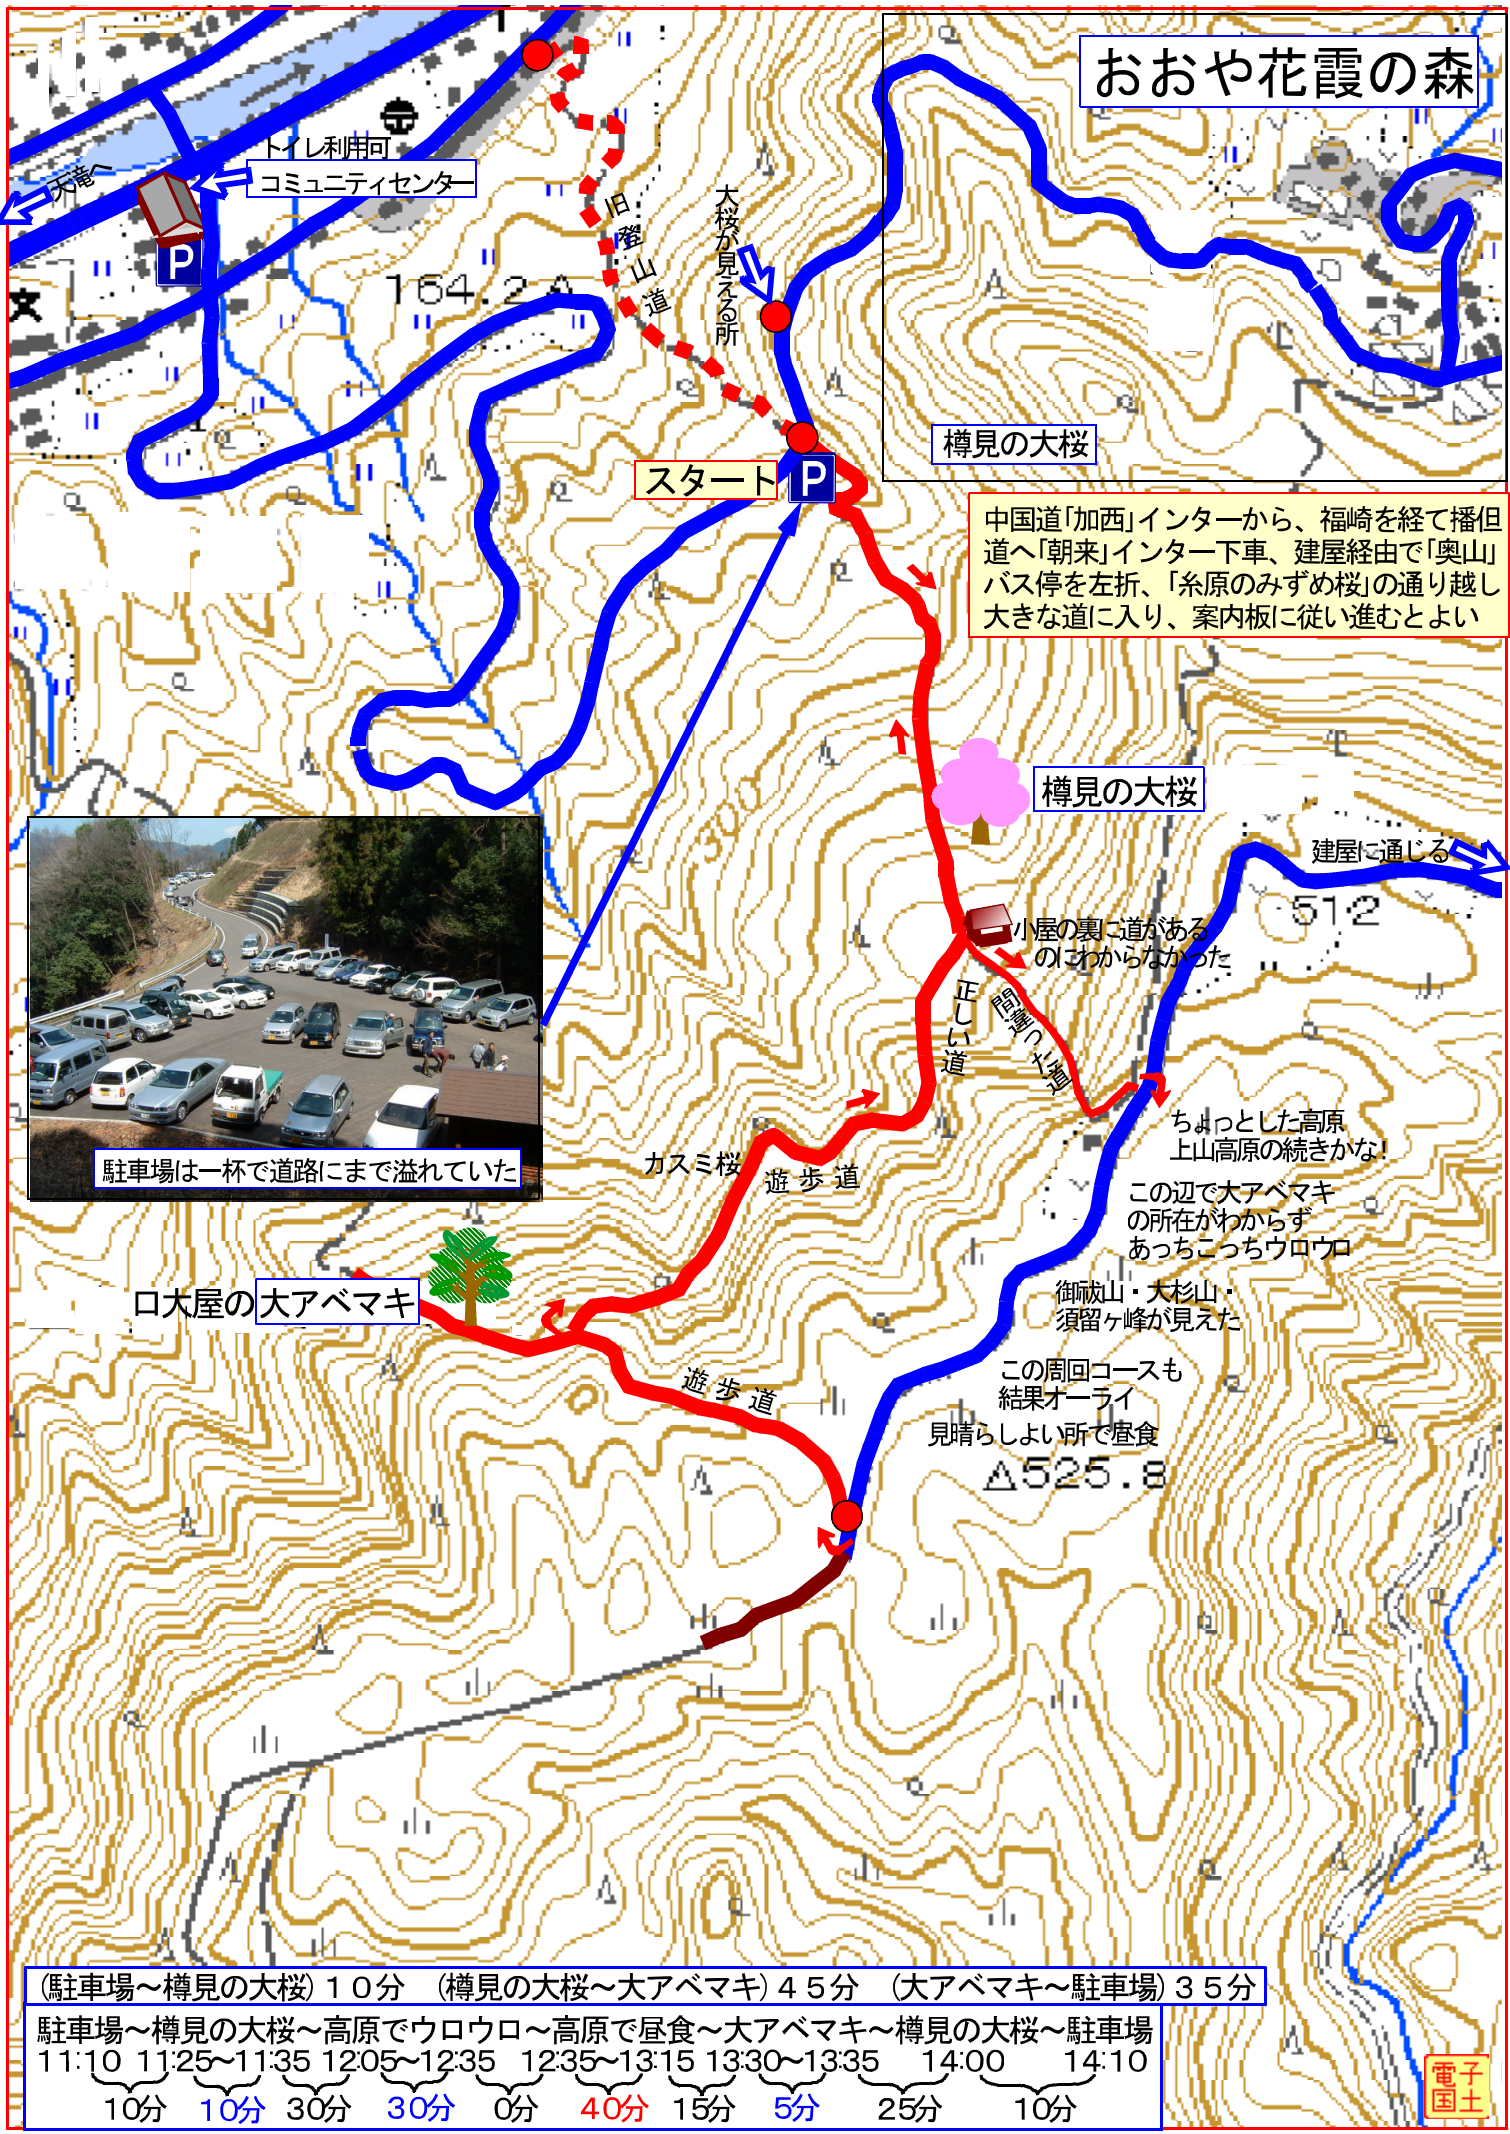 おおや花霞の森
トイレ利用可
コミュニティセンター
天滝へ
P
旧登山道
大桜が見える所
164.2
樽見の大桜
スタート
P
中国道「加西」インターから、福崎を経て播但
道へ「朝来」インター下車、建屋経由で「奥山」
バス停を左折、「糸原のみずめ桜」の通り越し
大きな道に入り、案内板に従い進むとよい
300
樽見の大桜
建屋に通じる
512
小屋の裏に道がある
のにわからなかった
正しい道
間違った道
駐車場は一杯で道路にまで溢れていた
カスミ桜
遊歩道
ちょっとした高原
上山高原の続きかな!
この辺で大アベマキ
の所在がわからず
あっちこっちウロウロ
口大屋の大アベマキ
御祓山・大杉山・
須留ヶ峰が見えた
遊歩道
この周回コースも
結果オーライ
見晴らしよい所で昼食
525.8
(駐車場～樽見の大桜)10分 (樽見の大桜～大アベマキ)45分 (大アベマキ～駐車場)35分
駐車場～樽見の大桜～高原でウロウロ～高原で昼食～大アベマキ～樽見の大桜～駐車場
11:10 11:25～11:35 12:05～12:35 12:35～13:15 13:30～13:35 14:00 14:10
10分 10分 30分 30分 0分 40分 15分 5分 25分 10分
電子
国土